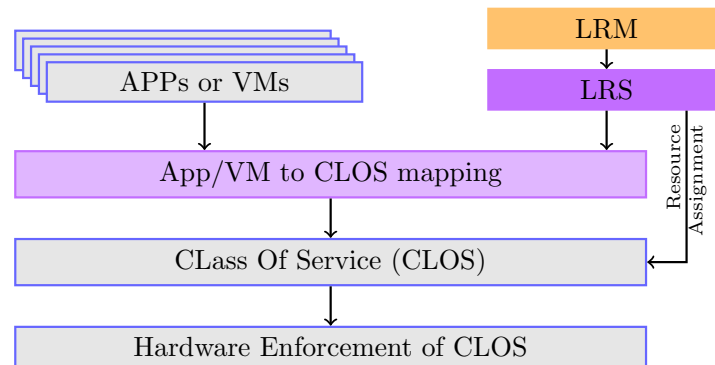 LRM
APPs or VMs
LRS
Resource
Assignment
App/VM to CLOS mapping
CLass Of Service (CLOS)
Hardware Enforcement of CLOS